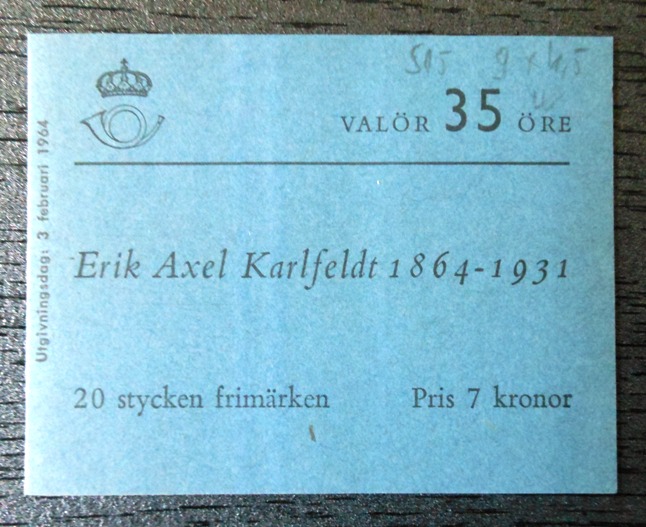 VALÖR 35 ÖRE
Utgivningsdag: 3 februari 1964
Erik Axel Karlfeldt 1864-1931
20 stycken frimärken
Pris 7 kronor